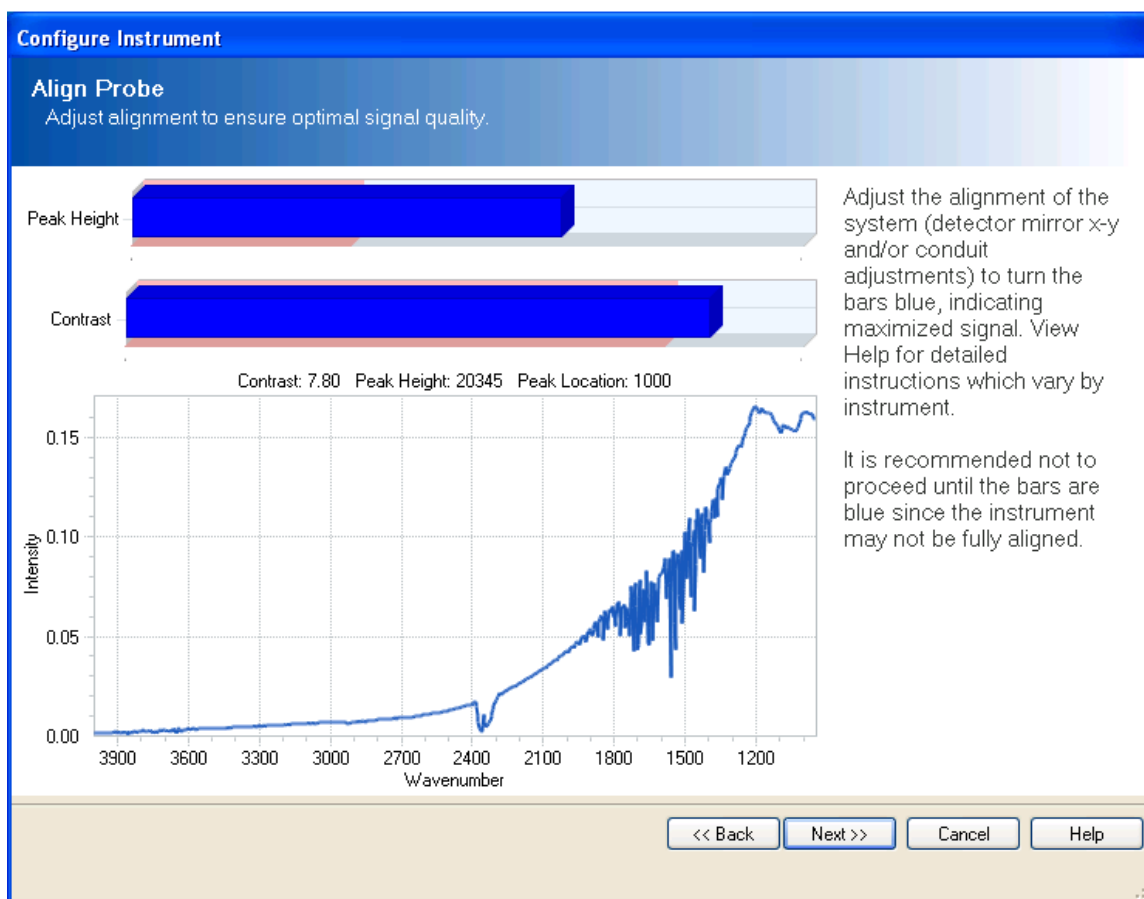 Configure Instrument
Align Probe
Adjust alignment to ensure optimal signal quality.
Peak Height
Contrast
Contrast: 7.80   Peak Height: 20345   Peak Location: 1000
0.15
0.10
0.05
0.00
Intensity
3900 3600 3300 3000 2700 2400 2100 1800 1500 1200
Wavenumber
Adjust the alignment of the
system (detector mirror x-y
and/or conduit
adjustments) to turn the
bars blue, indicating
maximized signal. View
Help for detailed
instructions which vary by
instrument.
It is recommended not to
proceed until the bars are
blue since the instrument
may not be fully aligned.
<< Back
Next >>
Cancel
Help